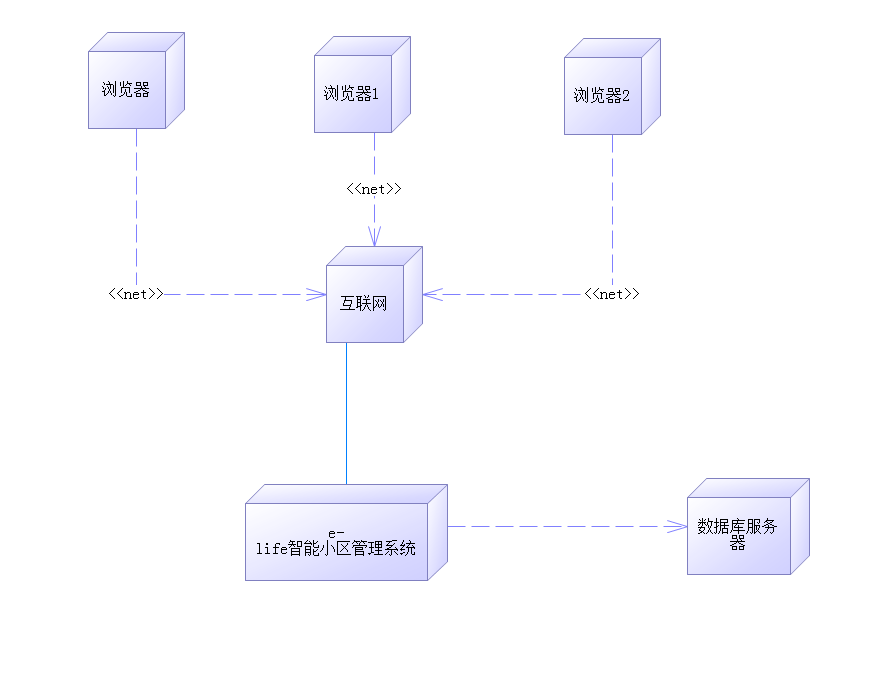 浏览器
浏览器1
浏览器2
<<net>>
<<net>>
<<net>>
互联网
e-
life智能小区管理系统
数据库服务
器